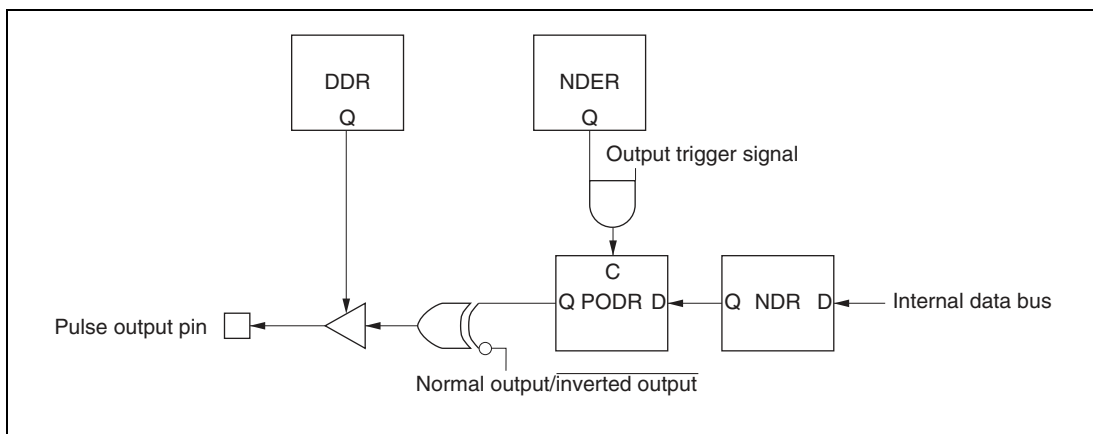 DDR
Q
NDER
Q
Output trigger signal
C
Q PODR D
Q NDR D
Internal data bus
Pulse output pin
Normal output/inverted output